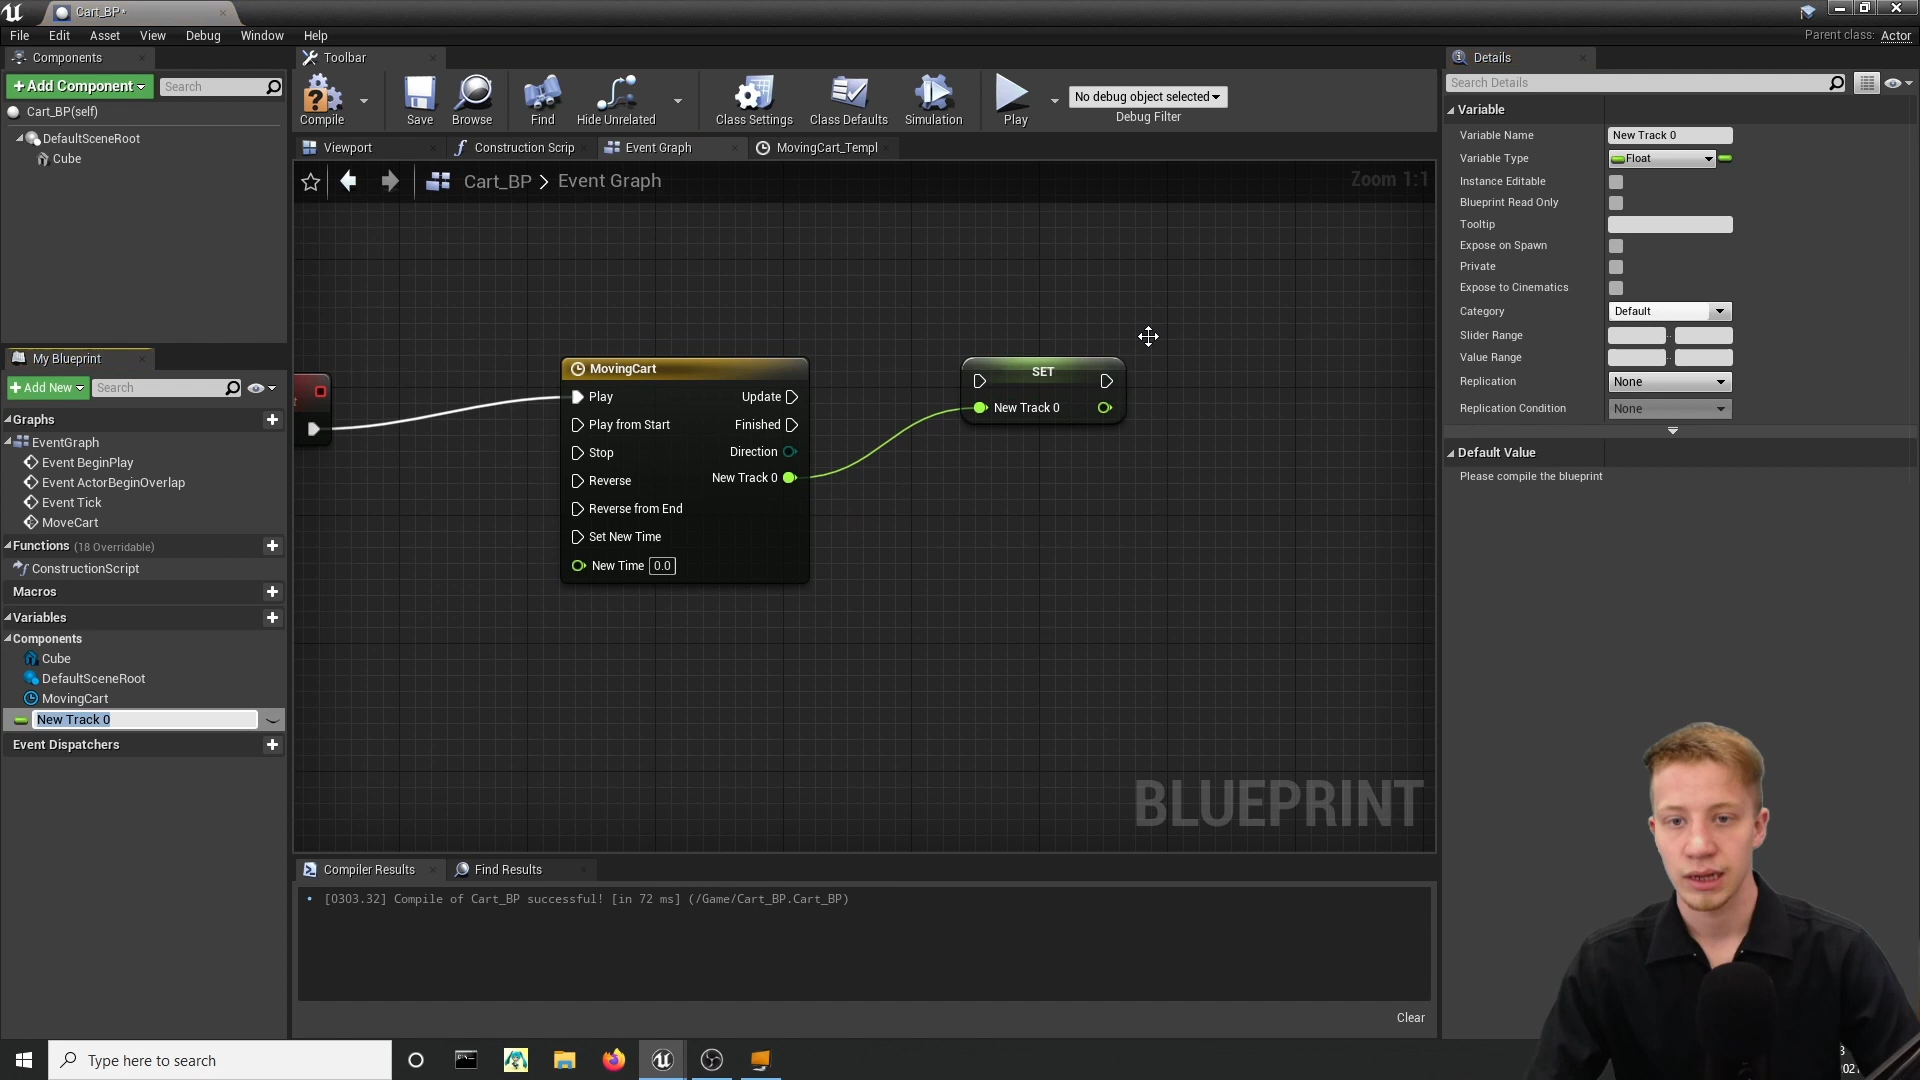 Cart_BP*
File Edit Asset View Debug Window Help
Parent class: Actor
Components
+ Add Component
Search
Cart_BP(self)
DefaultSceneRoot
Cube
Toolbar
Compile
Save
Browse
Find
Hide Unrelated
Class Settings
Class Defaults
Simulation
Play
No debug object selected
Debug Filter
Viewport
Construction Scrip
Event Graph
MovingCart_Templ
Cart_BP > Event Graph
Zoom 1:1
My Blueprint
+ Add New
Search
Graphs
EventGraph
Event BeginPlay
Event ActorBeginOverlap
Event Tick
MoveCart
Functions (18 Overridable)
ConstructionScript
Macros
Variables
Components
Cube
DefaultSceneRoot
MovingCart
New Track 0
Event Dispatchers
MovingCart
Play Update
Play from Start Finished
Stop Direction
Reverse New Track 0
Reverse from End
Set New Time
New Time 0.0
SET
New Track 0
BLUEPRINT
Compiler Results
Find Results
[0303.32] Compile of Cart_BP successful! [in 72 ms] (/Game/Cart_BP.Cart_BP)
Clear
Details
Search Details
Variable
Variable Name New Track 0
Variable Type Float
Instance Editable
Blueprint Read Only
Tooltip
Expose on Spawn
Private
Expose to Cinematics
Category Default
Slider Range
Value Range
Replication None
Replication Condition None
Default Value
Please compile the blueprint
Type here to search